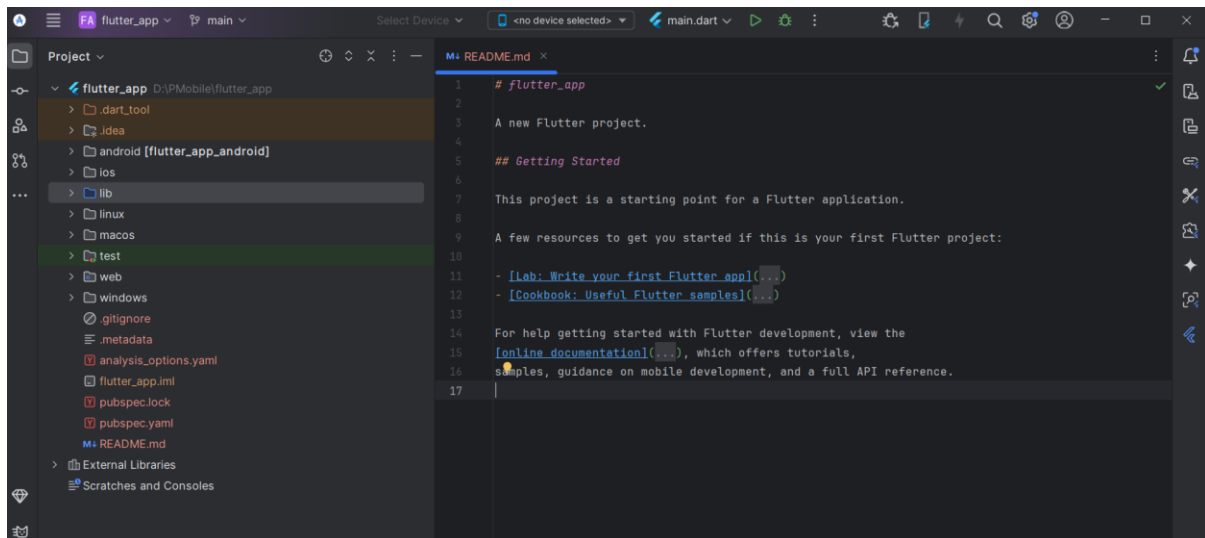 FA flutter_app main Select Device <no device selected> main.dart
Project
M↓ README.md
flutter_app D:\PMobile\flutter_app
.dart_tool
.idea
android [flutter_app_android]
ios
lib
linux
macos
test
web
windows
.gitignore
.metadata
analysis_options.yaml
flutter_app.iml
pubspec.lock
pubspec.yaml
M↓ README.md
External Libraries
Scratches and Consoles
1 # flutter_app
2
3 A new Flutter project.
4
5 ## Getting Started
6
7 This project is a starting point for a Flutter application.
8
9 A few resources to get you started if this is your first Flutter project:
10
11 - [Lab: Write your first Flutter app](...)
12 - [Cookbook: Useful Flutter samples](...)
13
14 For help getting started with Flutter development, view the
15 [online documentation](...), which offers tutorials,
16 samples, guidance on mobile development, and a full API reference.
17